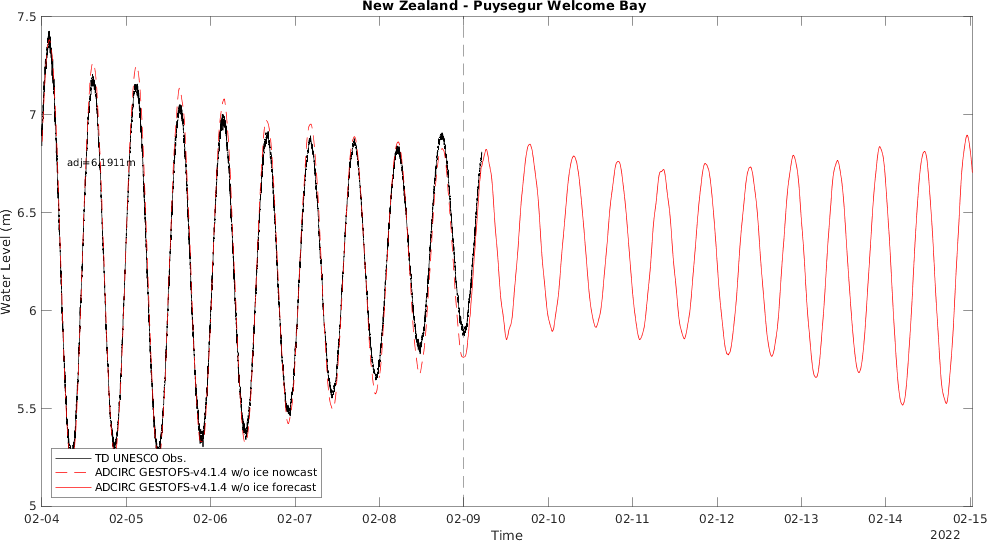 New Zealand - Puysegur Welcome Bay
7.5
7
6.5
6
5.5
5
Water Level (m)
adj=6.1911m
TD UNESCO Obs.
ADCIRC GESTOFS-v4.1.4 w/o ice nowcast
ADCIRC GESTOFS-v4.1.4 w/o ice forecast
02-04 02-05 02-06 02-07 02-08 02-09 02-10 02-11 02-12 02-13 02-14 02-15
Time
2022